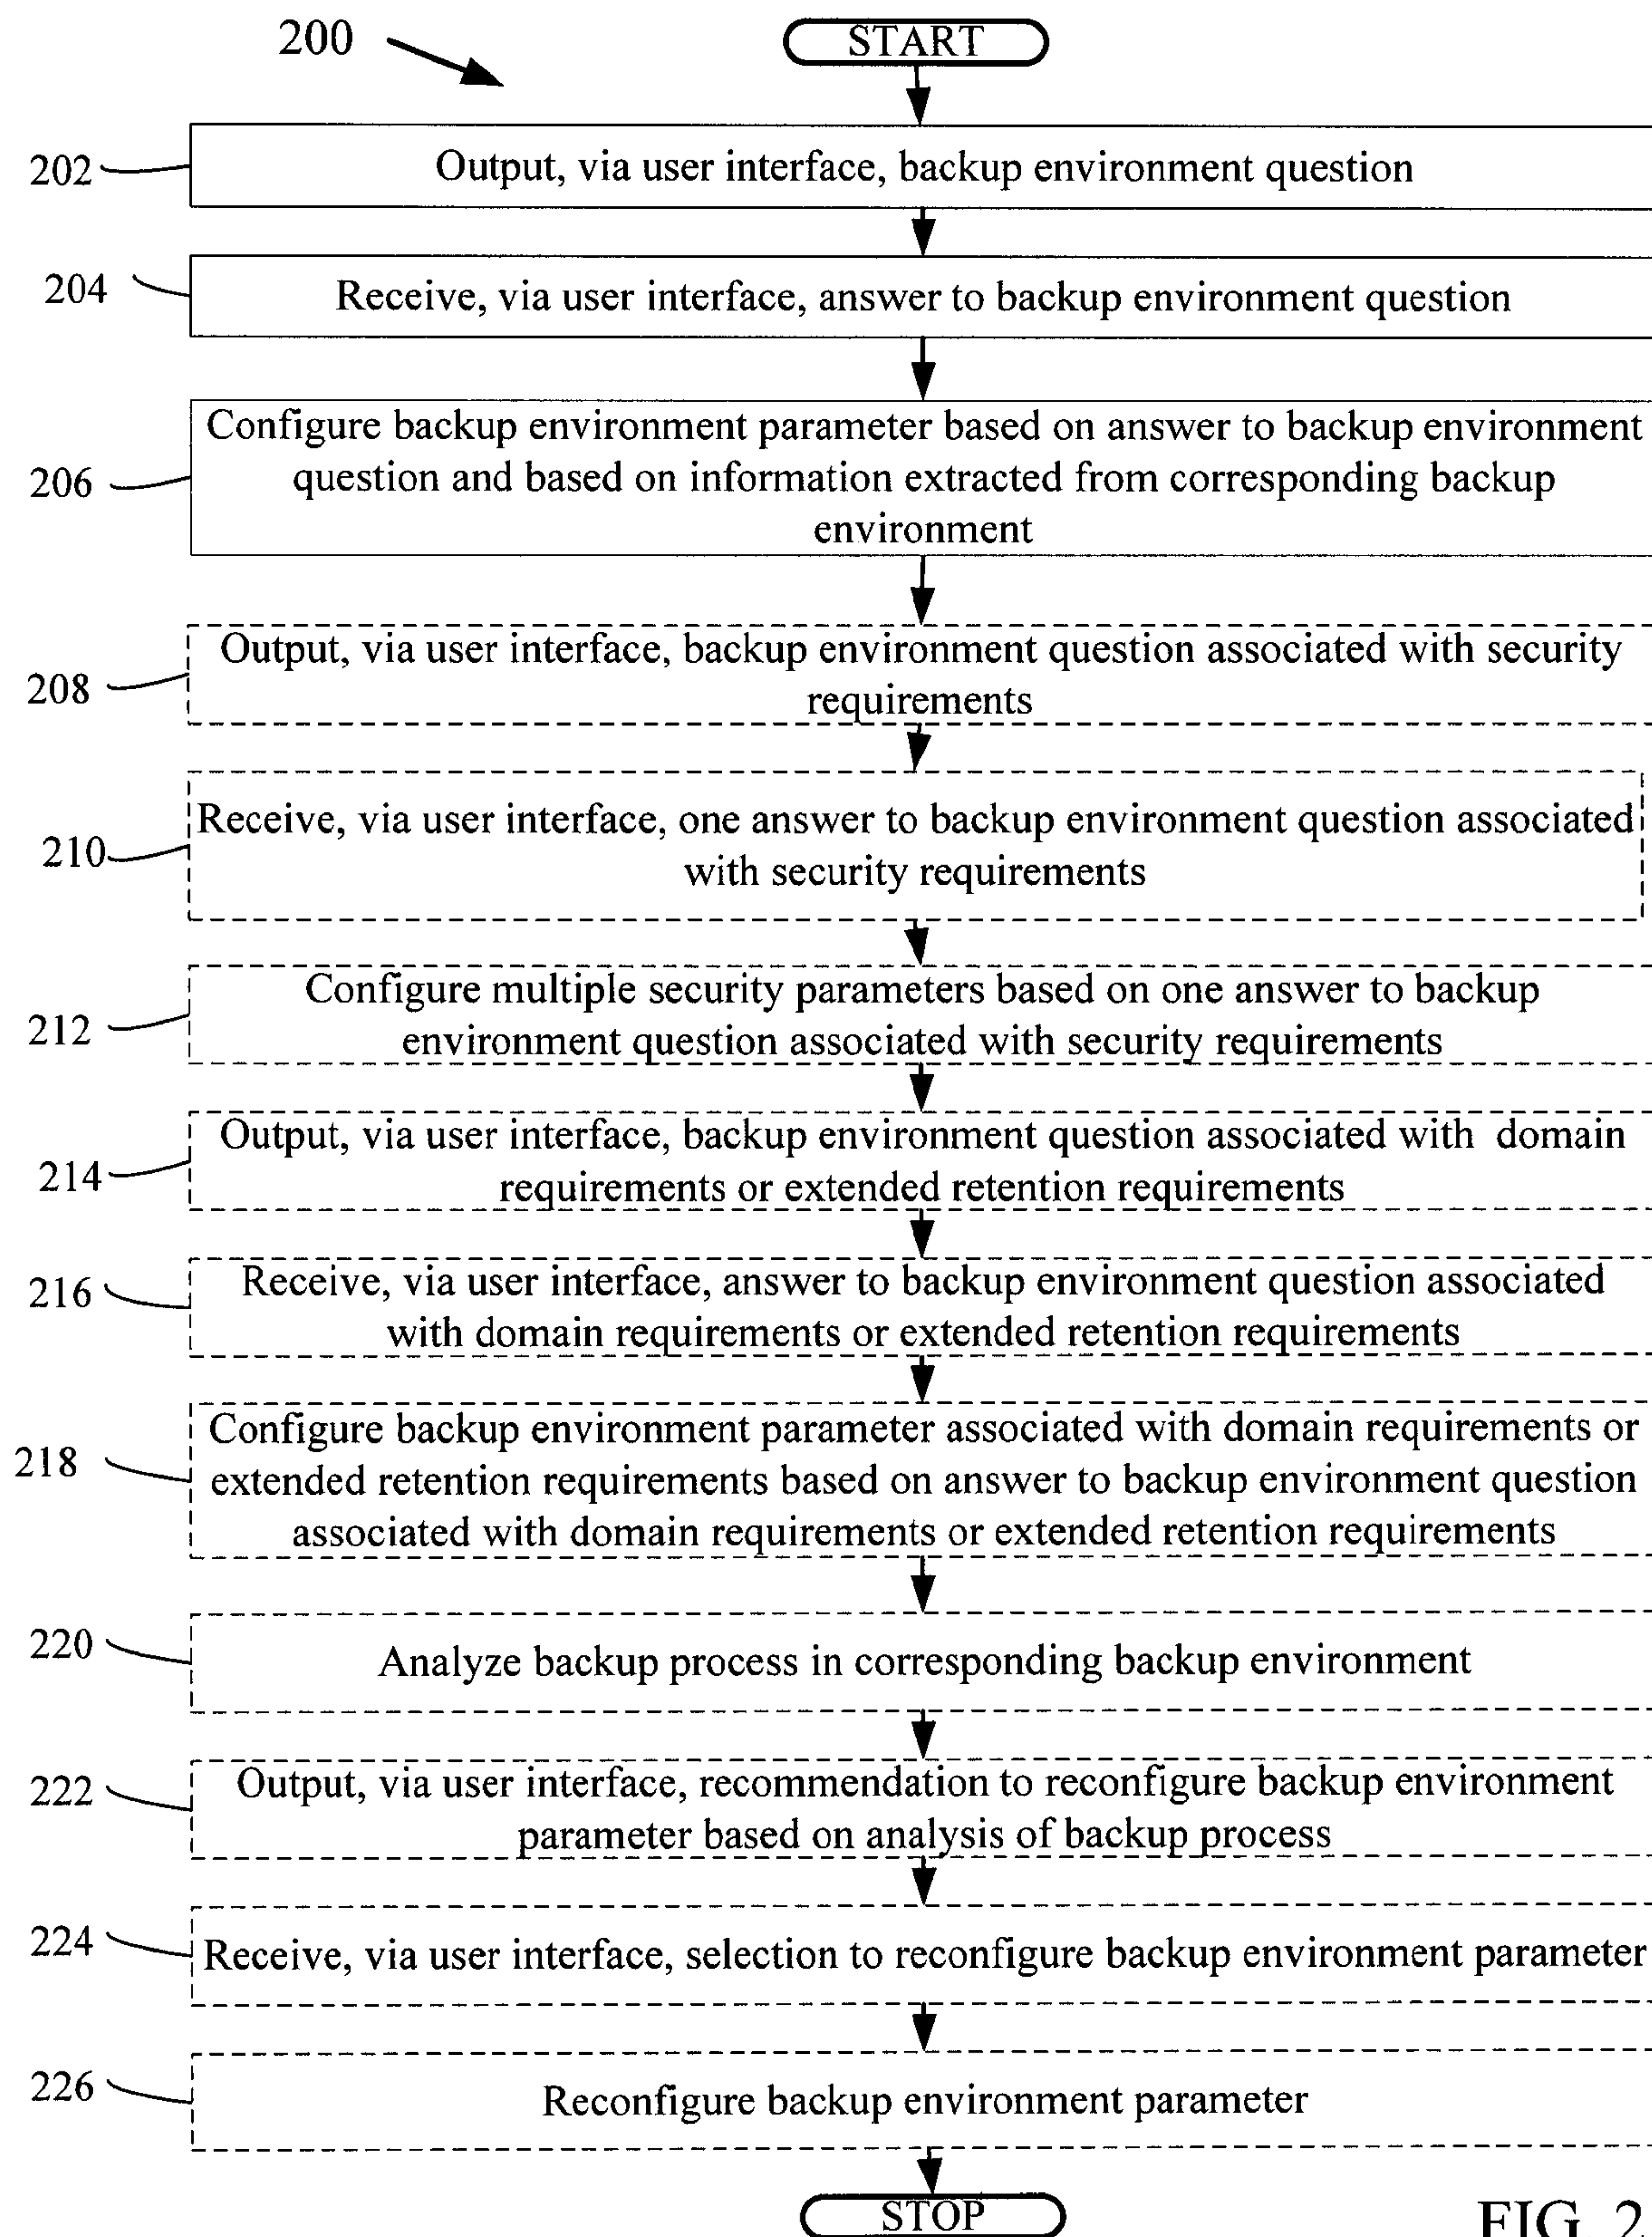 200
START
202
Output, via user interface, backup environment question
204
Receive, via user interface, answer to backup environment question
206
Configure backup environment parameter based on answer to backup environment
question and based on information extracted from corresponding backup
environment
208
Output, via user interface, backup environment question associated with security
requirements
210
Receive, via user interface, one answer to backup environment question associated
with security requirements
212
Configure multiple security parameters based on one answer to backup
environment question associated with security requirements
214
Output, via user interface, backup environment question associated with domain
requirements or extended retention requirements
216
Receive, via user interface, answer to backup environment question associated
with domain requirements or extended retention requirements
218
Configure backup environment parameter associated with domain requirements or
extended retention requirements based on answer to backup environment question
associated with domain requirements or extended retention requirements
220
Analyze backup process in corresponding backup environment
222
Output, via user interface, recommendation to reconfigure backup environment
parameter based on analysis of backup process
224
Receive, via user interface, selection to reconfigure backup environment parameter
226
Reconfigure backup environment parameter
STOP
FIG. 2